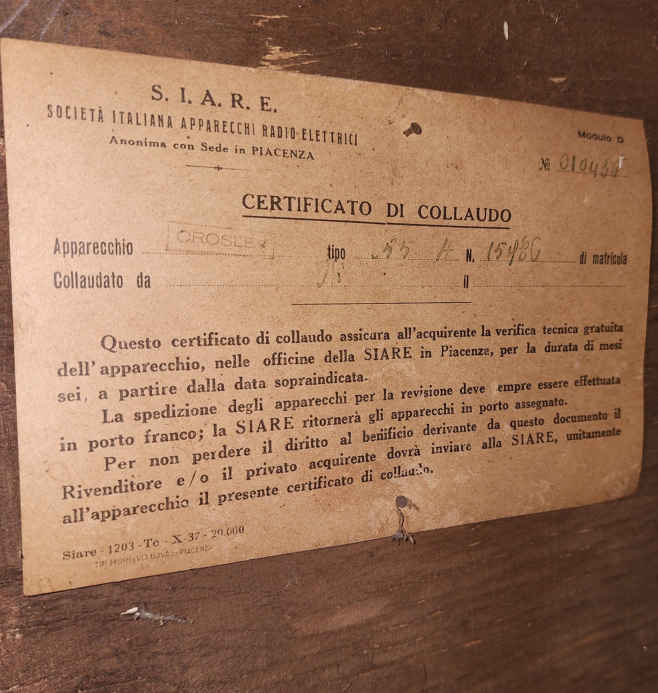 S. I. A. R. E.
SOCIETÀ ITALIANA APPARECCHI RADIO-ELETTRICI
Anonima con Sede in PIACENZA
Modulo D
№
CERTIFICATO DI COLLAUDO
Apparecchio CROSLEY tipo N. di matricola
Collaudato da il
Questo certificato di collaudo assicura all'acquirente la verifica tecnica gratuita
dell'apparecchio, nelle officine della SIARE in Piacenza, per la durata di mesi
sei, a partire dalla data sopraindicata.
La spedizione degli apparecchi per la revisione deve sempre essere effettuata
in porto franco; la SIARE ritornerà gli apparecchi in porto assegnato.
Per non perdere il diritto al benificio derivante da questo documento il
Rivenditore e/o il privato acquirente dovrà inviare alla SIARE, unitamente
all'apparecchio il presente certificato di collaudo.
Siare - 1203 - Tc - X - 37 - 20.000